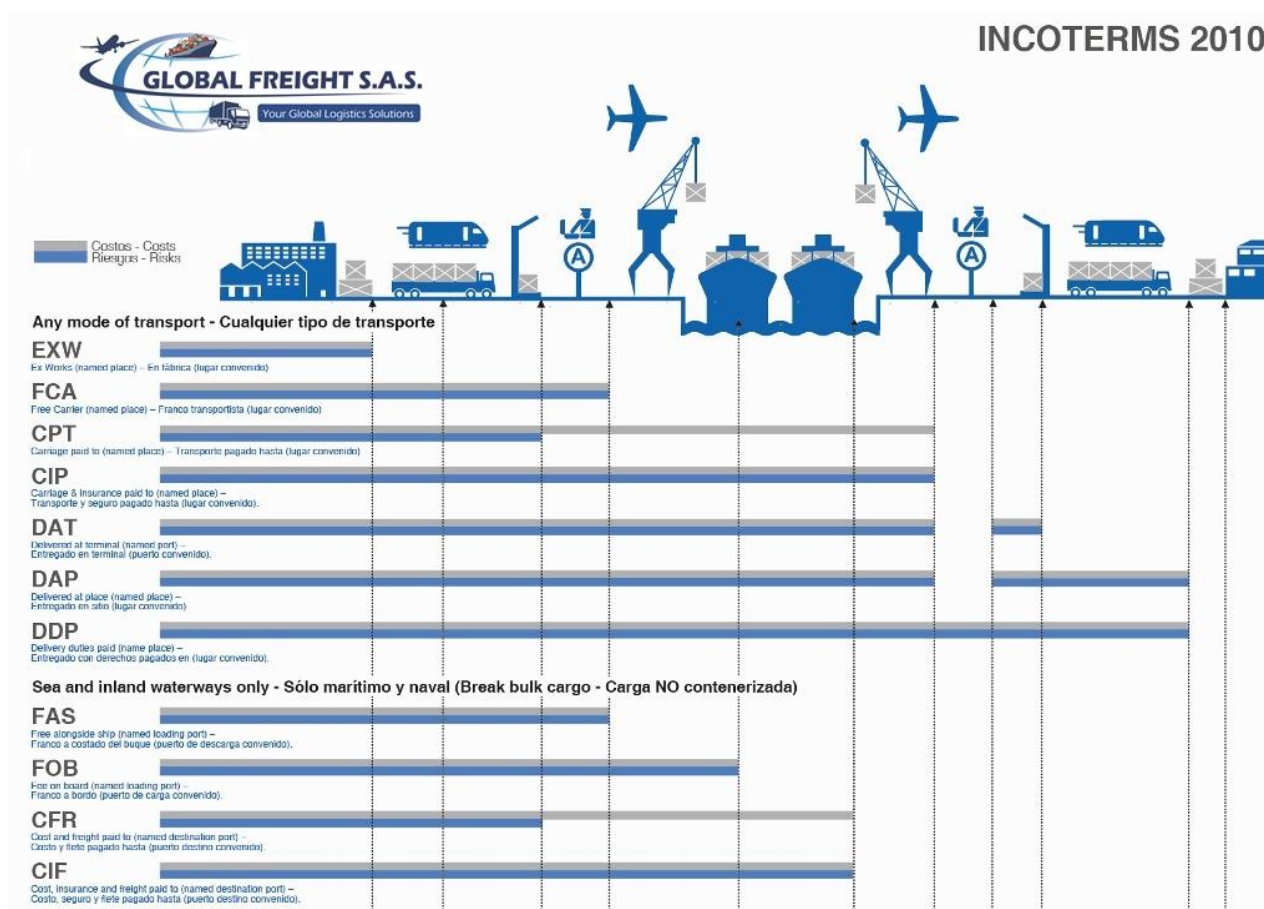 INCOTERMS 2010
GLOBAL FREIGHT S.A.S.
Your Global Logistics Solutions
Costos - Costs
Riesgos - Risks
A
A
Any mode of transport - Cualquier tipo de transporte
EXW
Ex Works (named place) – En fábrica (lugar convenido)
FCA
Free Carrier (named place) – Franco transportista (lugar convenido)
CPT
Carriage paid to (named place) – Transporte pagado hasta (lugar convenido)
CIP
Carriage & insurance paid to (named place) –
Transporte y seguro pagado hasta (lugar convenido).
DAT
Delivered at terminal (named port) –
Entregado en terminal (puerto convenido).
DAP
Delivered at place (named place) –
Entregado en sitio (lugar convenido)
DDP
Delivery duties paid (name place) –
Entregado con derechos pagados en (lugar convenido).
Sea and inland waterways only - Sólo marítimo y naval (Break bulk cargo - Carga NO contenerizada)
FAS
Free alongside ship (named loading port) –
Franco a costado del buque (puerto de descarga convenido).
FOB
Fee on board (named loading port) –
Franco a bordo (puerto de carga convenido).
CFR
Cost and freight paid to (named destination port) –
Costo y flete pagado hasta (puerto destino convenido).
CIF
Cost, insurance and freight paid to (named destination port) –
Costo, seguro y flete pagado hasta (puerto destino convenido).